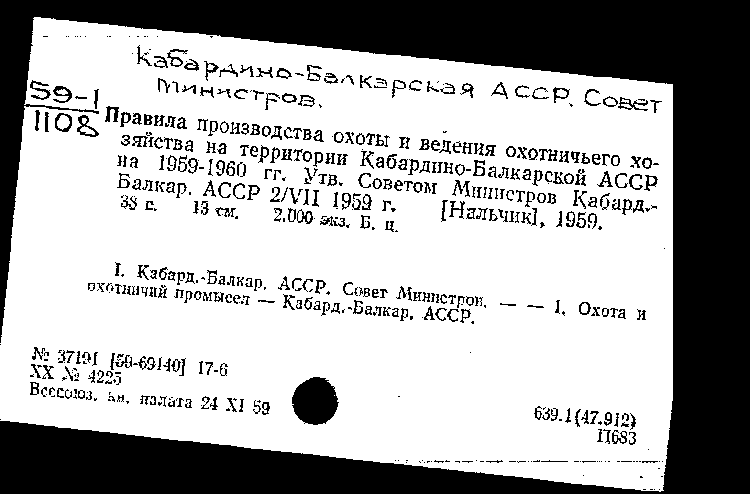 Кабардино-Балкарская АССР. Совет
Министров.
59-1
1108
Правила производства охоты и ведения охотничьего хо-
зяйства на территории Кабардино-Балкарской АССР
на 1959-1960 гг. Утв. Советом Министров Кабард.-
Балкар. АССР 2/VII 1959 г. [Нальчик], 1959.
38 с. 13 см. 2.000 экз. Б. ц.
I. Кабард.-Балкар. АССР. Совет Министров. — — 1. Охота и
охотничий промысел — Кабард.-Балкар. АССР.
№ 37191 [59-69140] 17-6
XX № 4225
Всесоюз. кн. палата 24 XI 59
639.1(47.912)
П683